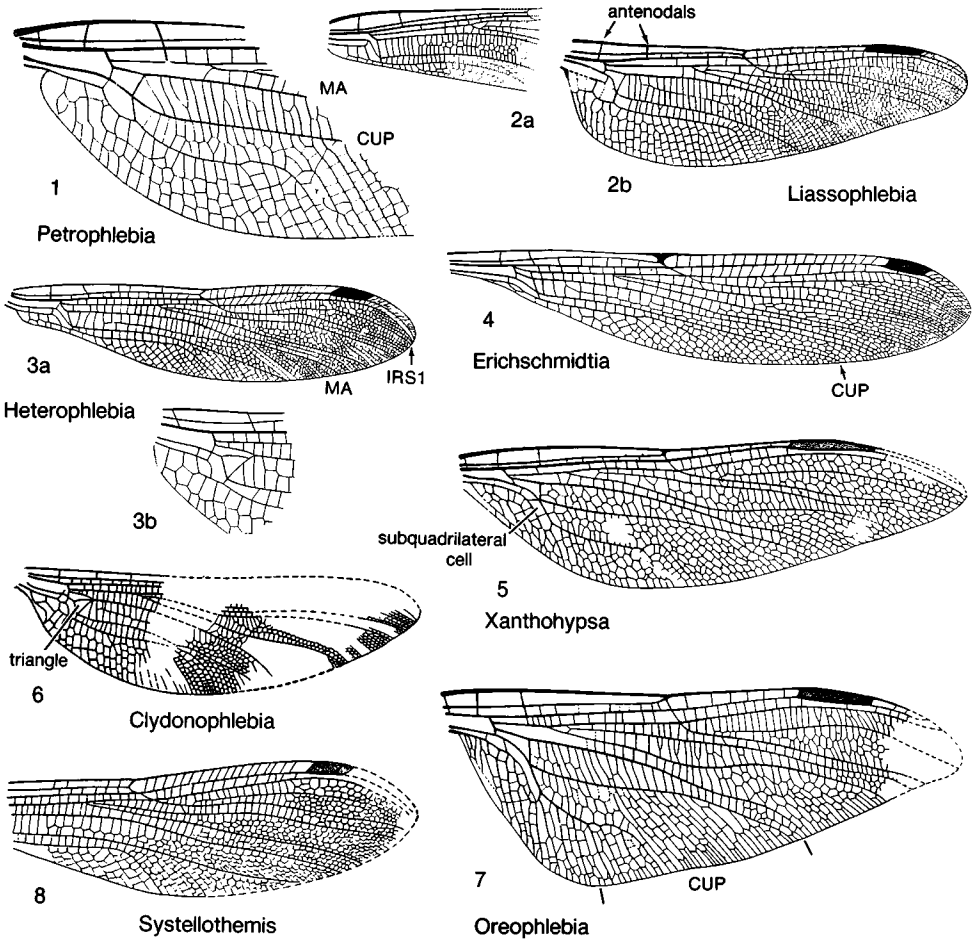 antenodals
MA
CUP
1
2a
2b
Petrophlebia
Liassophlebia
3a
MA
IRS1
4
Erichschmidtia
CUP
Heterophlebia
3b
subquadrilateral
cell
5
Xanthohypsa
triangle
6
Clydonophlebia
8
Systellothemis
7
CUP
Oreophlebia